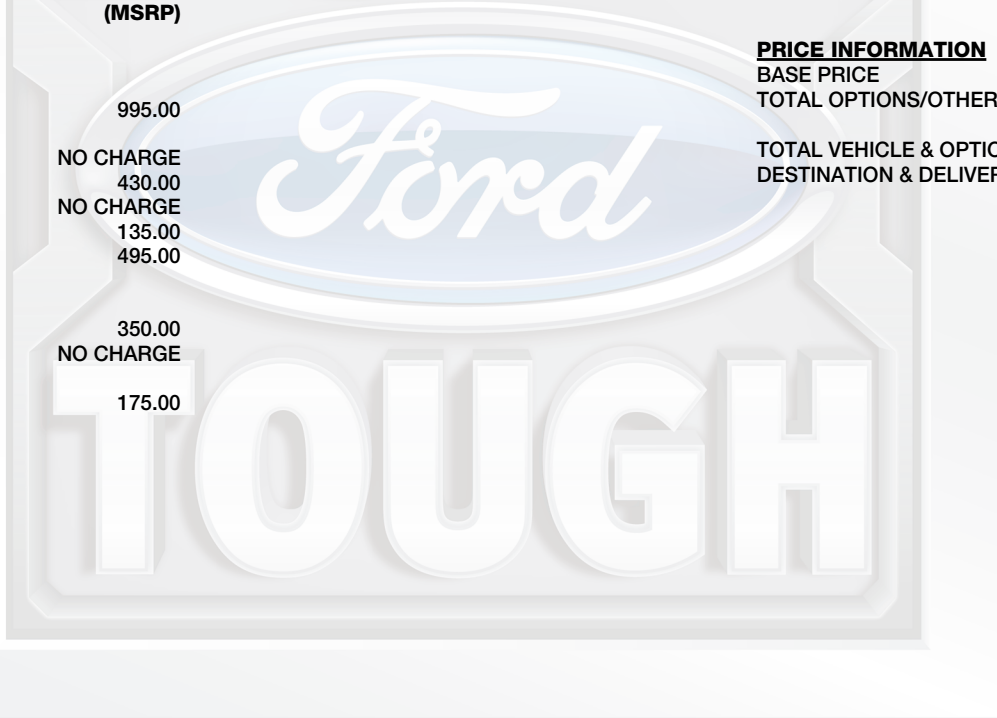 (MSRP)
995.00
NO CHARGE
430.00
NO CHARGE
135.00
495.00
350.00
NO CHARGE
175.00
PRICE INFORMATION
BASE PRICE
TOTAL OPTIONS/OTHER
TOTAL VEHICLE & OPTIO
DESTINATION & DELIVER
Ford
TOUGH